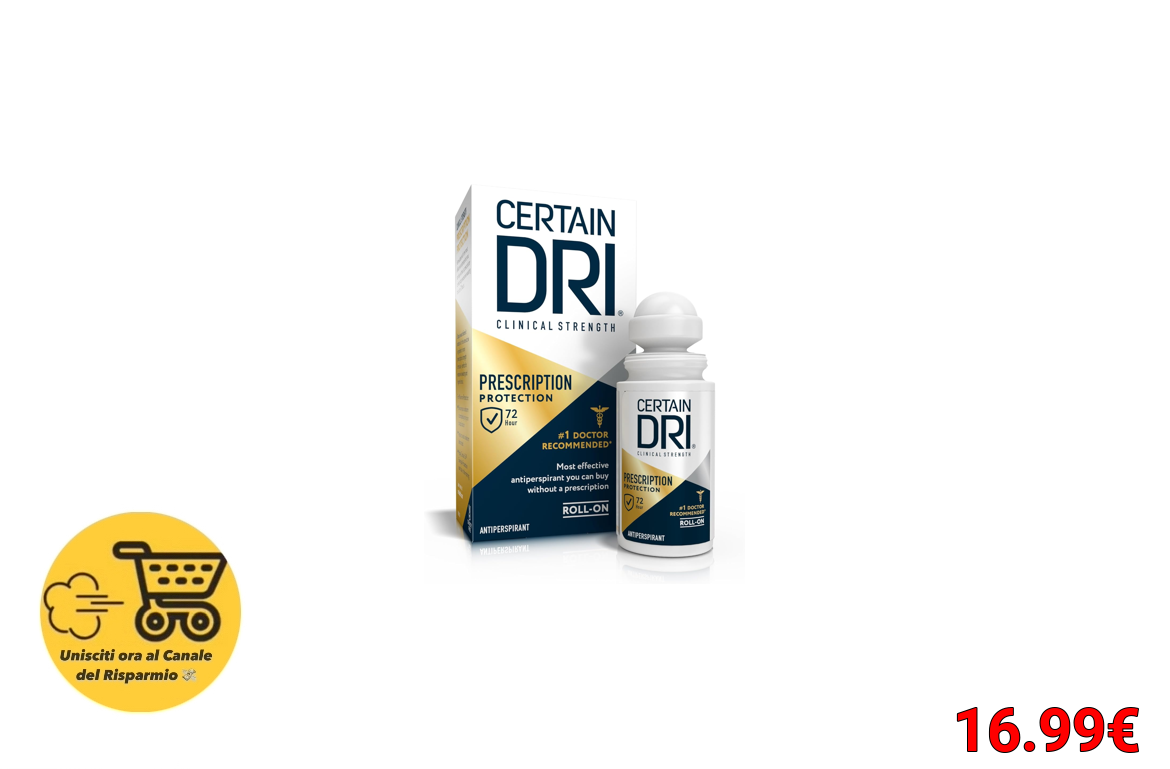 CERTAIN
DRI®
CLINICAL STRENGTH
PRESCRIPTION
PROTECTION
72
Hour
#1 DOCTOR
RECOMMENDED*
Most effective
antiperspirant you can buy
without a prescription
ROLL-ON
ANTIPERSPIRANT
CERTAIN
DRI®
CLINICAL STRENGTH
PRESCRIPTION
PROTECTION
72
Hour
#1 DOCTOR
RECOMMENDED*
ROLL-ON
ANTIPERSPIRANT
Unisciti ora al Canale
del Risparmio 💸
16.99€